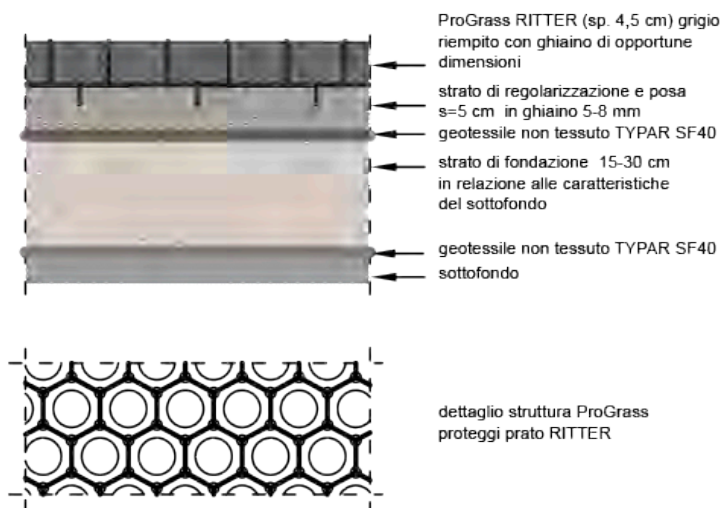 ProGrass RITTER (sp. 4,5 cm) grigio
riempito con ghiaino di opportune
dimensioni
strato di regolarizzazione e posa
s=5 cm in ghiaino 5-8 mm
geotessile non tessuto TYPAR SF40
strato di fondazione 15-30 cm
in relazione alle caratteristiche
del sottofondo
geotessile non tessuto TYPAR SF40
sottofondo
dettaglio struttura ProGrass
proteggi prato RITTER